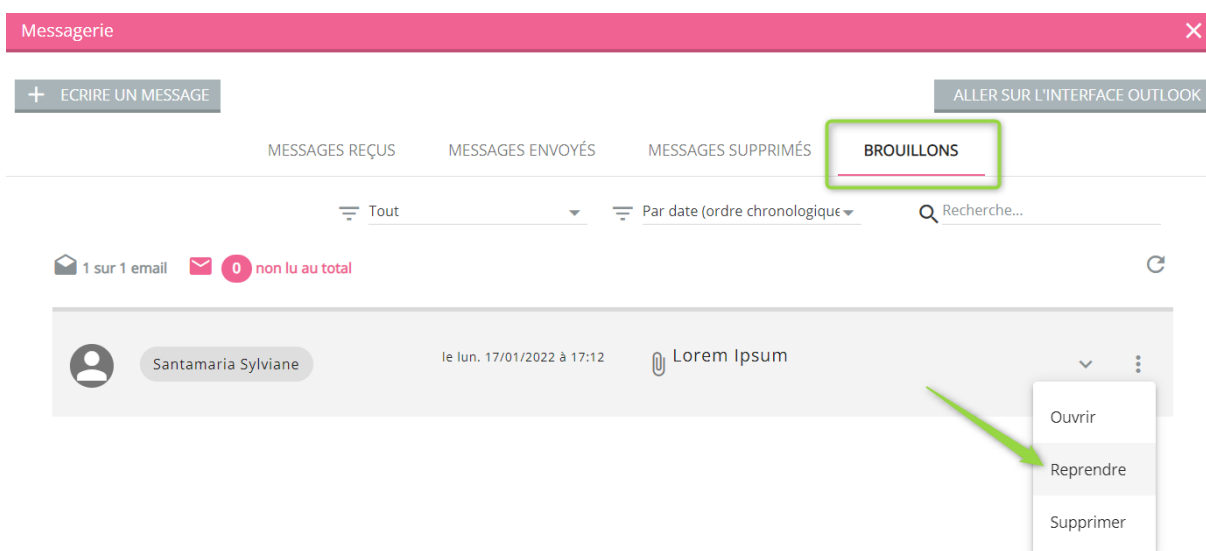 Messagerie
ECRIRE UN MESSAGE
ALLER SUR L'INTERFACE OUTLOOK
MESSAGES REÇUS MESSAGES ENVOYÉS MESSAGES SUPPRIMÉS BROUILLONS
Tout Par date (ordre chronologique Recherche...
1 sur 1 email 0 non lu au total
Santamaria Sylviane le lun. 17/01/2022 à 17:12 Lorem Ipsum
Ouvrir
Reprendre
Supprimer